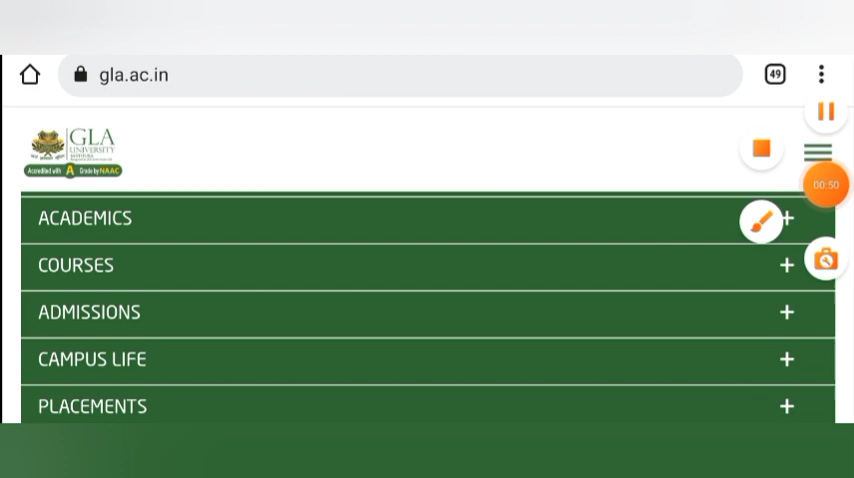 gla.ac.in
49
GLA
UNIVERSITY
Accredited with A Grade by NAAC
00:50
ACADEMICS
COURSES
ADMISSIONS
CAMPUS LIFE
PLACEMENTS